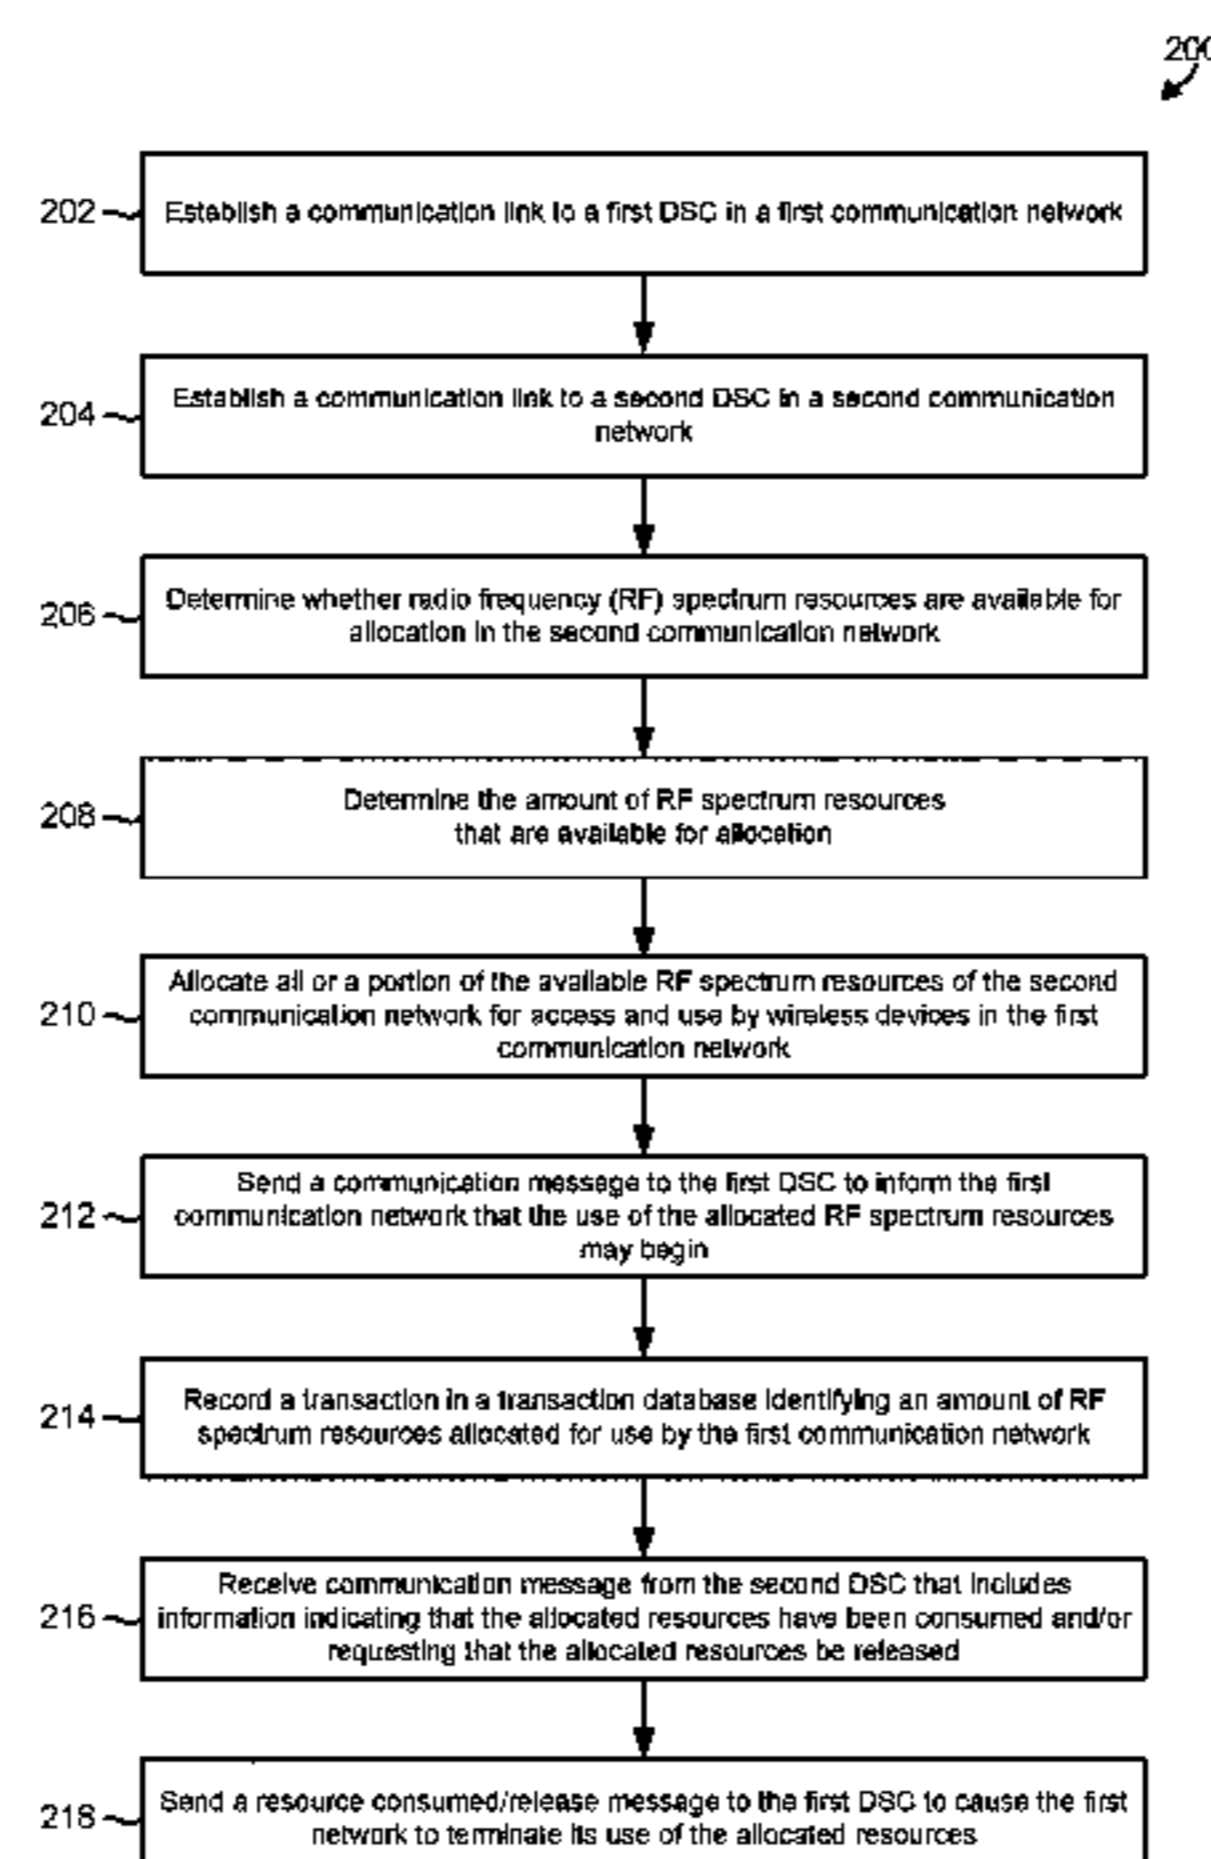 200
202
Establish a communication link to a first DSC in a first communication network
204
Establish a communication link to a second DSC in a second communication
network
206
Determine whether radio frequency (RF) spectrum resources are available for
allocation in the second communication network
208
Determine the amount of RF spectrum resources
that are available for allocation
210
Allocate all or a portion of the available RF spectrum resources of the second
communication network for access and use by wireless devices in the first
communication network
212
Send a communication message to the first DSC to inform the first
communication network that the use of the allocated RF spectrum resources
may begin
214
Record a transaction in a transaction database identifying an amount of RF
spectrum resources allocated for use by the first communication network
216
Receive communication message from the second DSC that includes
information indicating that the allocated resources have been consumed and/or
requesting that the allocated resources be released
218
Send a resource consumed/release message to the first DSC to cause the first
network to terminate its use of the allocated resources